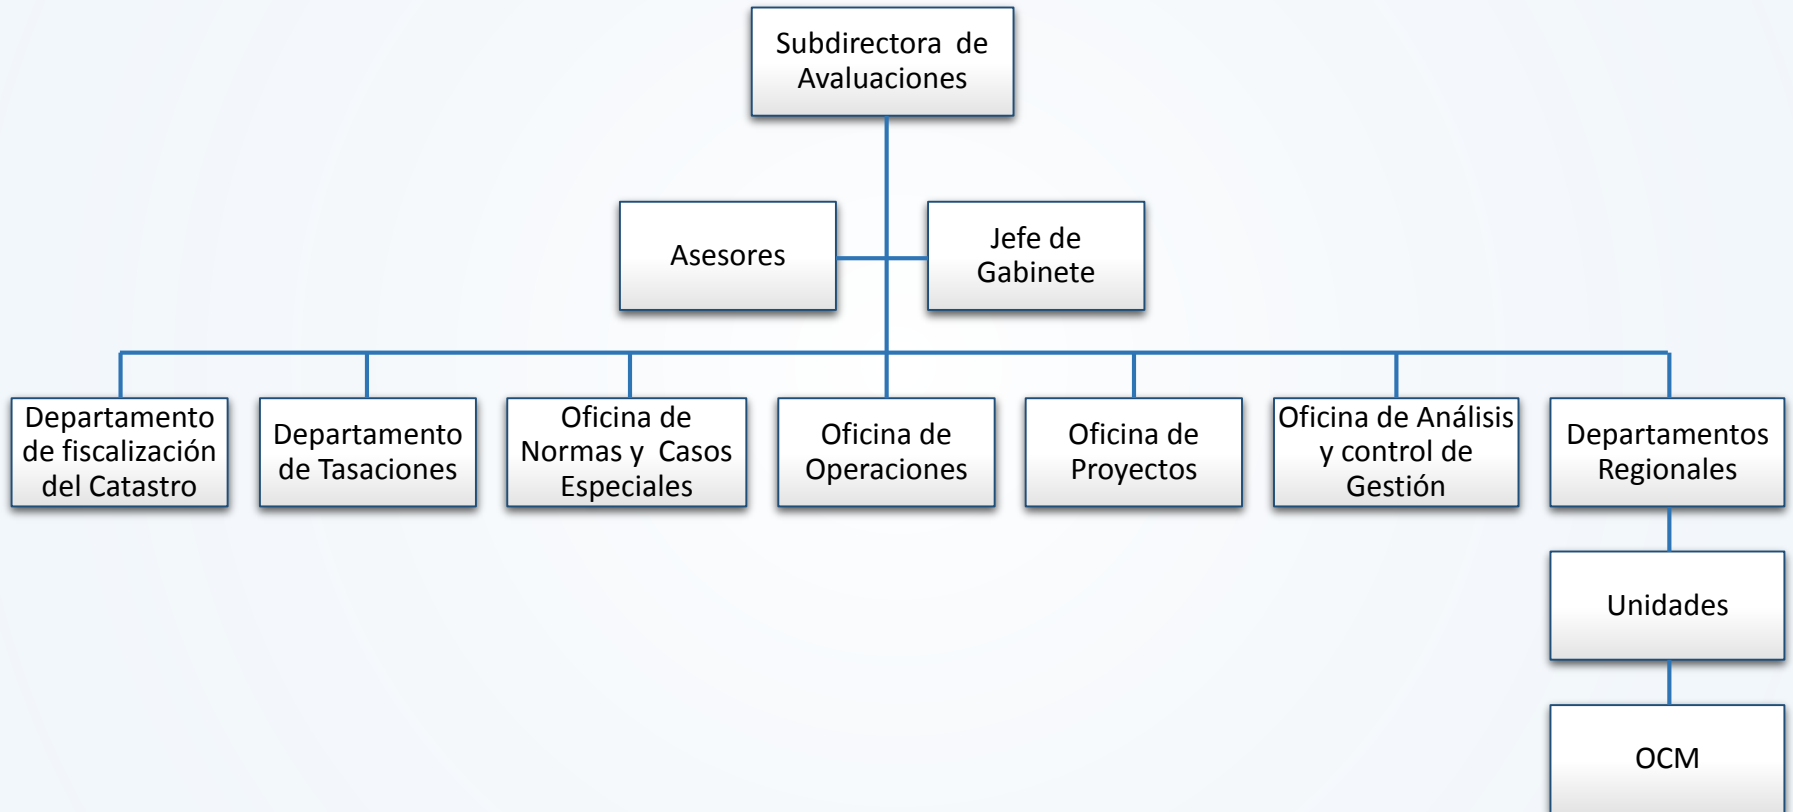 Subdirectora de
Avaluaciones
Asesores
Jefe de
Gabinete
Departamento
de fiscalización
del Catastro
Departamento
de Tasaciones
Oficina de
Normas y Casos
Especiales
Oficina de
Operaciones
Oficina de
Proyectos
Oficina de Análisis
y control de
Gestión
Departamentos
Regionales
Unidades
OCM